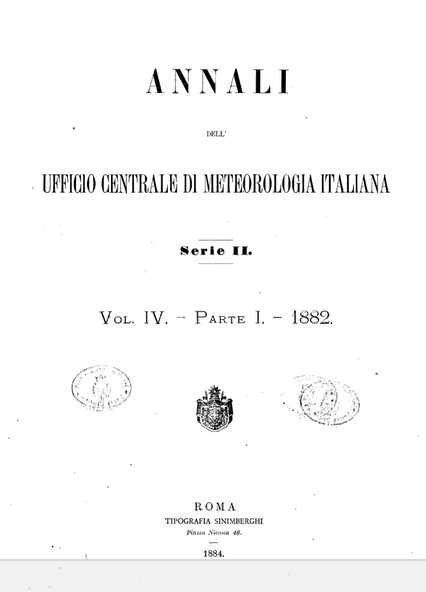 ANNALI
DELL'
UFFICIO CENTRALE DI METEOROLOGIA ITALIANA
Serie II.
VOL. IV. - PARTE I. - 1882.
ROMA
TIPOGRAFIA SINIMBERGHI
Piazza Nicosia 46.
1884.